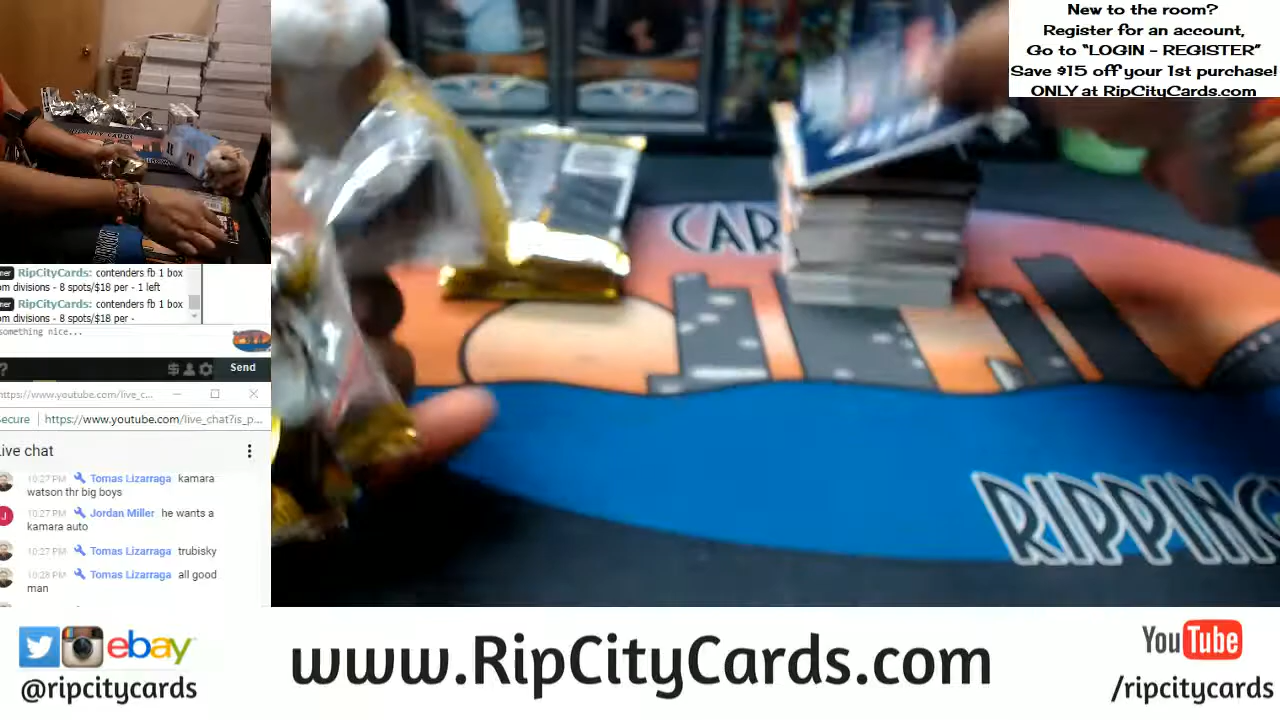 New to the room?
Register for an account,
Go to "LOGIN - REGISTER"
Save $15 off your 1st purchase!
ONLY at RipCityCards.com
RipCityCards: contenders fb 1 box
divisions - 8 spots/$18 per - 1 left
RipCityCards: contenders fb 1 box
divisions - 8 spots/$18 per -
something nice...
Send
https://www.youtube.com/live_c...
https://www.youtube.com/live_chat?is_p...
Live chat
10:27 PM Tomas Lizarraga kamara
watson thr big boys
10:27 PM Jordan Miller he wants a
kamara auto
10:27 PM Tomas Lizarraga trubisky
10:28 PM Tomas Lizarraga all good
man
CAR
RIPPING
ebay
@ripcitycards
www.RipCityCards.com
YouTube
/ripcitycards